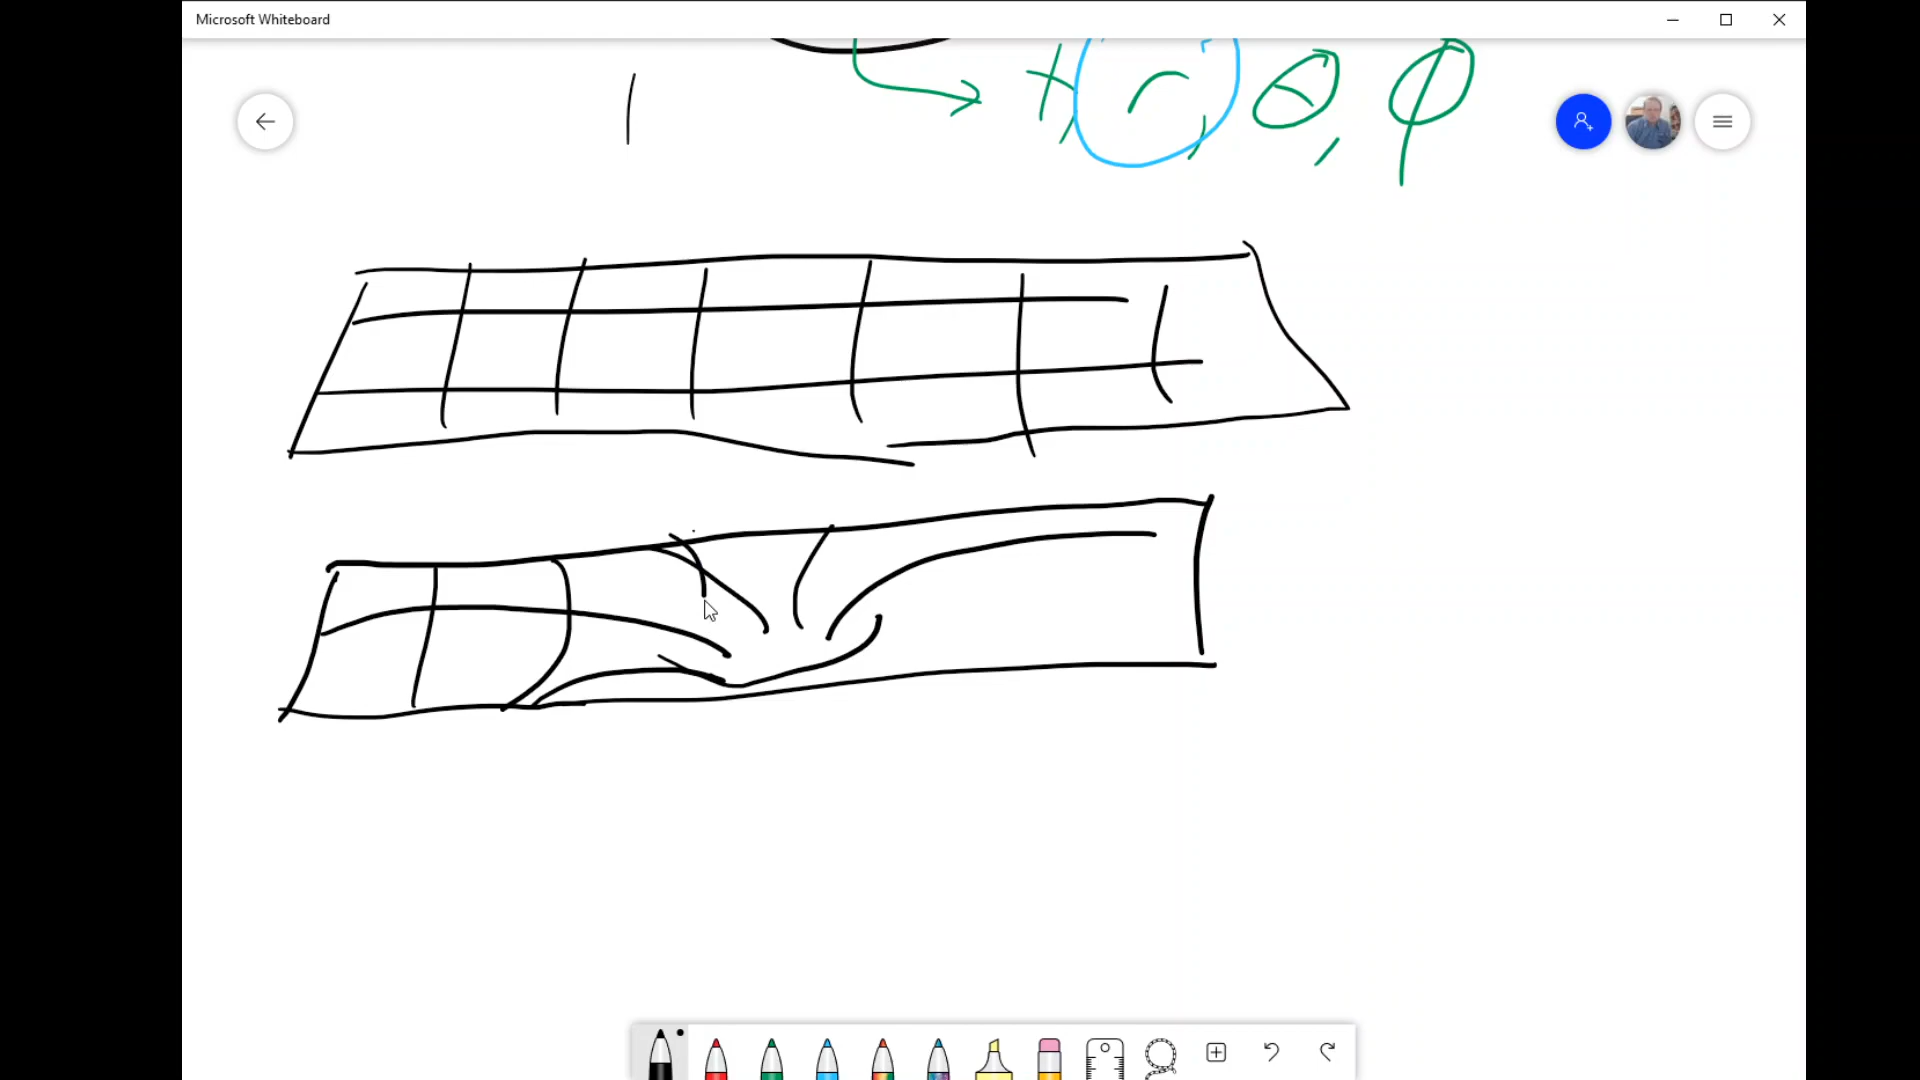 Microsoft Whiteboard
t, r, θ, φ